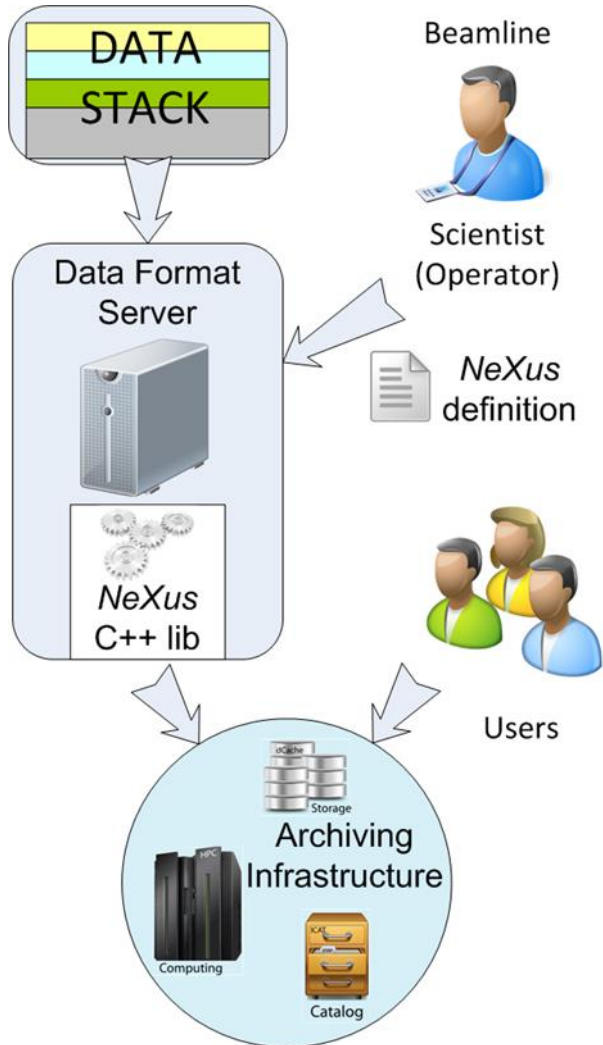 DATA
STACK
Beamline
Scientist
(Operator)
Data Format
Server
NeXus
definition
NeXus
C++ lib
Users
dCache
Storage
Archiving
Infrastructure
HPC
Computing
ICAT
Catalog